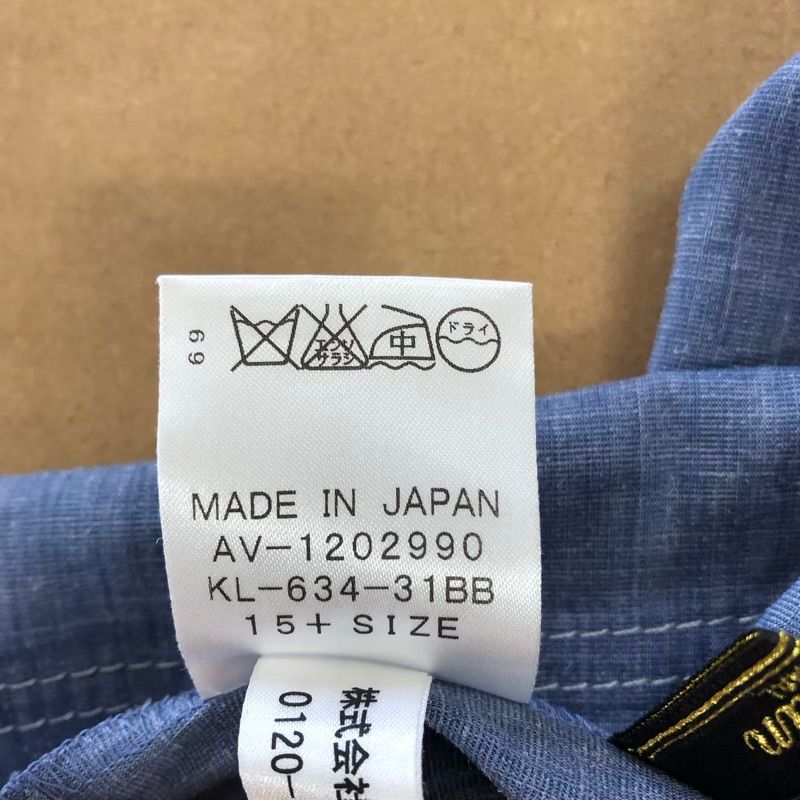 69
エンソ
サラシ
中
ドライ
MADE IN JAPAN
AV-1202990
KL-634-31BB
15+ SIZE
株式会社
0120-